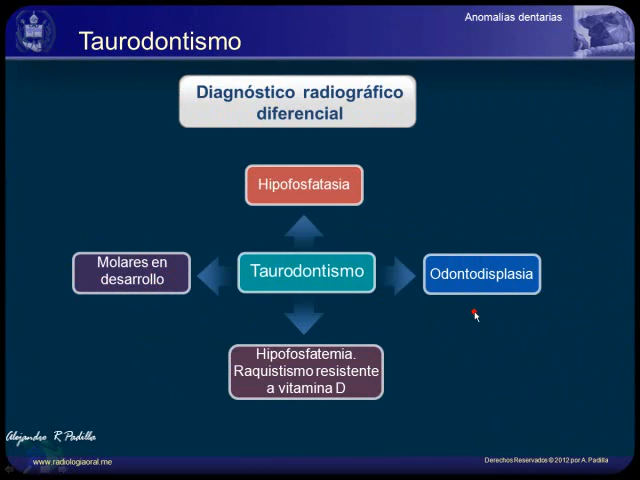 Anomalías dentarias
Taurodontismo
Diagnóstico radiográfico
diferencial
Hipofosfatasia
Molares en
desarrollo
Taurodontismo
Odontodisplasia
Hipofosfatemia.
Raquistismo resistente
a vitamina D
Alejandro R Padilla
www.radiologiaoral.me
Derechos Reservados © 2012 por A. Padilla